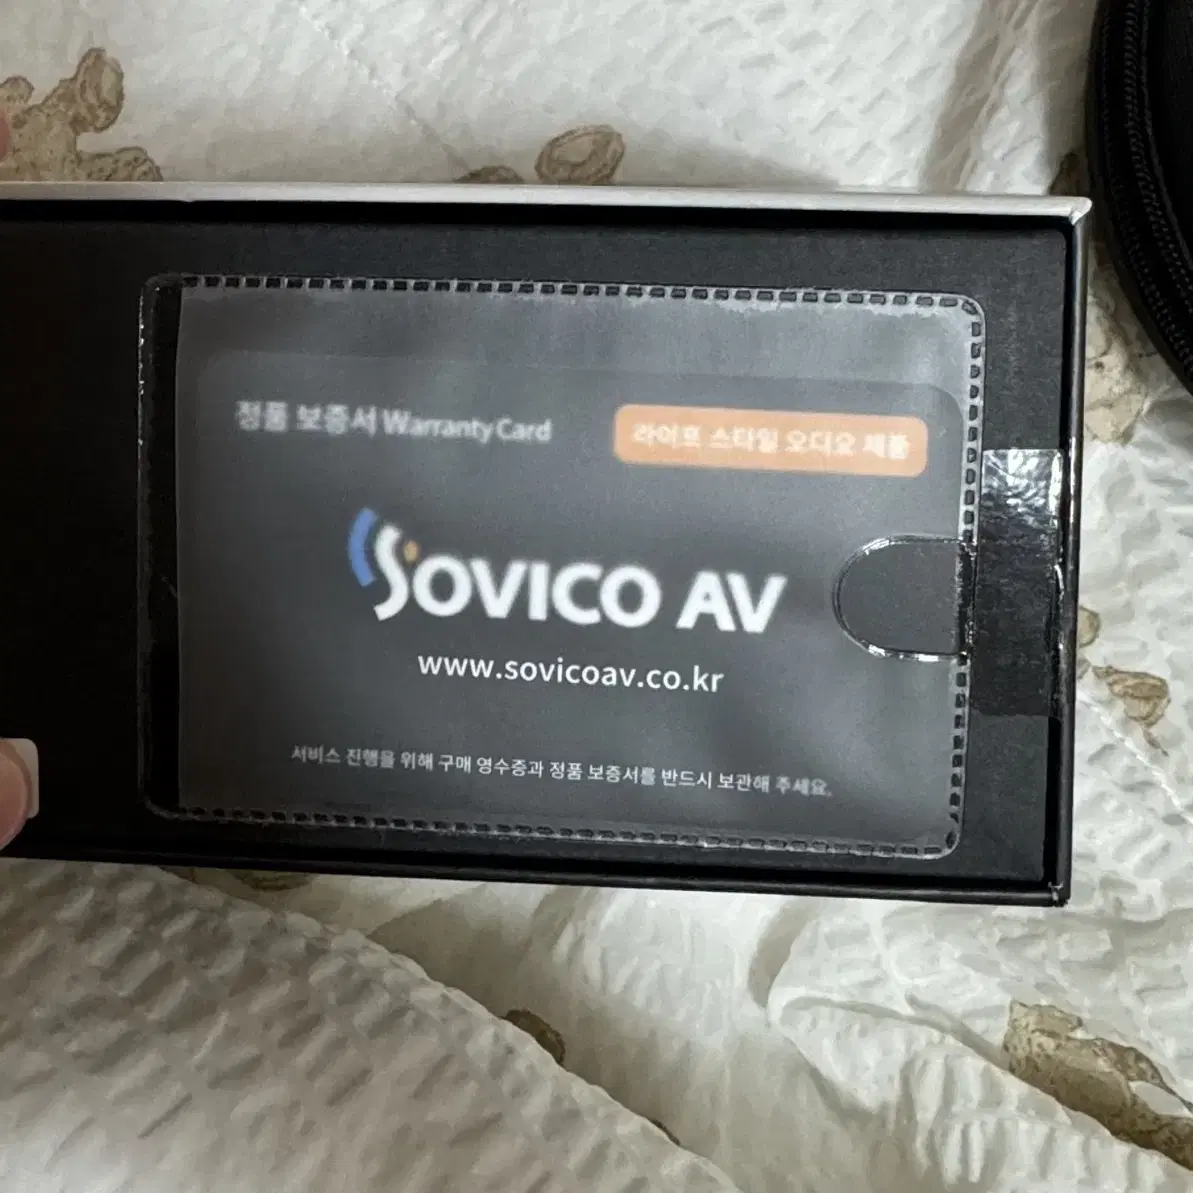 정품 보증서 Warranty Card
라이프 스타일 오디오 제품
SOVICO AV
www.sovicoav.co.kr
서비스 진행을 위해 구매 영수증과 정품 보증서를 반드시 보관해 주세요.